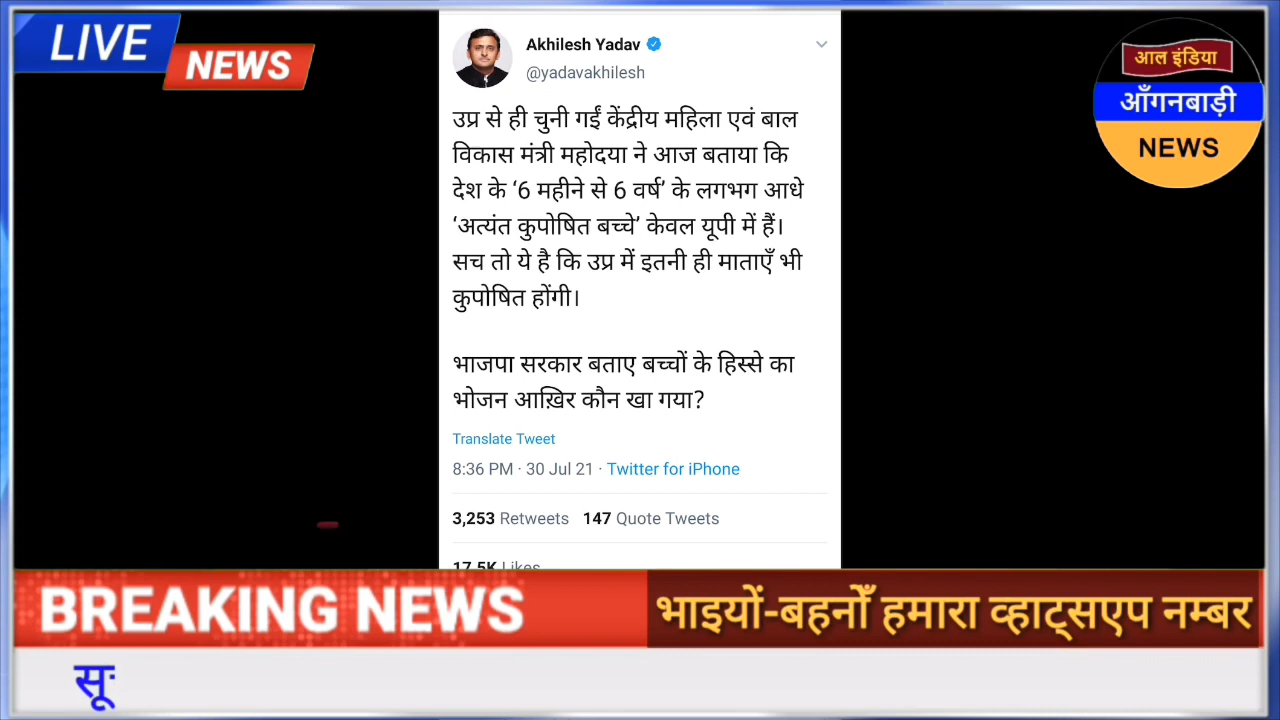 LIVE
NEWS
आल इंडिया
आँगनबाड़ी
NEWS
Akhilesh Yadav
@yadavakhilesh
उप्र से ही चुनी गईं केंद्रीय महिला एवं बाल
विकास मंत्री महोदया ने आज बताया कि
देश के ‘6 महीने से 6 वर्ष’ के लगभग आधे
‘अत्यंत कुपोषित बच्चे’ केवल यूपी में हैं।
सच तो ये है कि उप्र में इतनी ही माताएँ भी
कुपोषित होंगी।
भाजपा सरकार बताए बच्चों के हिस्से का
भोजन आख़िर कौन खा गया?
Translate Tweet
8:36 PM · 30 Jul 21 · Twitter for iPhone
3,253 Retweets 147 Quote Tweets
17.5K Likes
BREAKING NEWS
भाइयों-बहनोँ हमारा व्हाट्सएप नम्बर